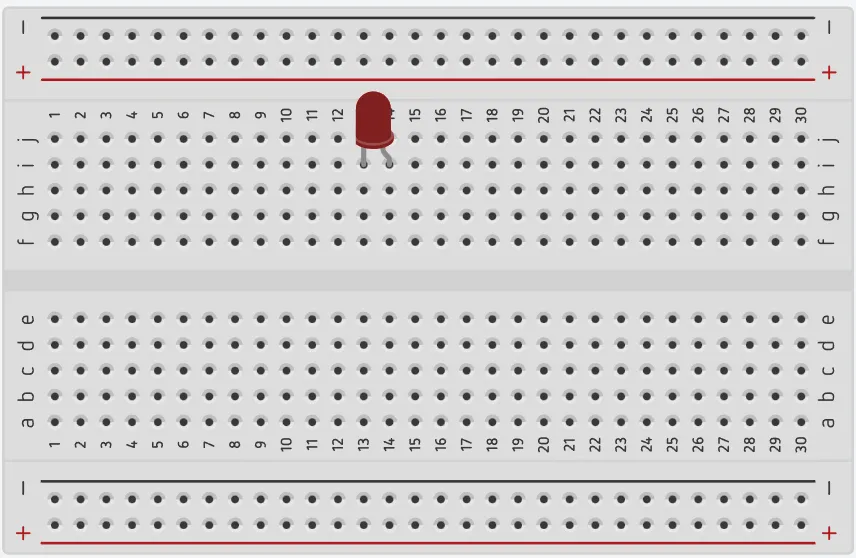 − −
+ +
1 2 3 4 5 6 7 8 9 10 11 12 15 16 17 18 19 20 21 22 23 24 25 26 27 28 29 30
j j
i i
h h
g g
f f
e e
d d
c c
b b
a a
1 2 3 4 5 6 7 8 9 10 11 12 13 14 15 16 17 18 19 20 21 22 23 24 25 26 27 28 29 30
− −
+ +